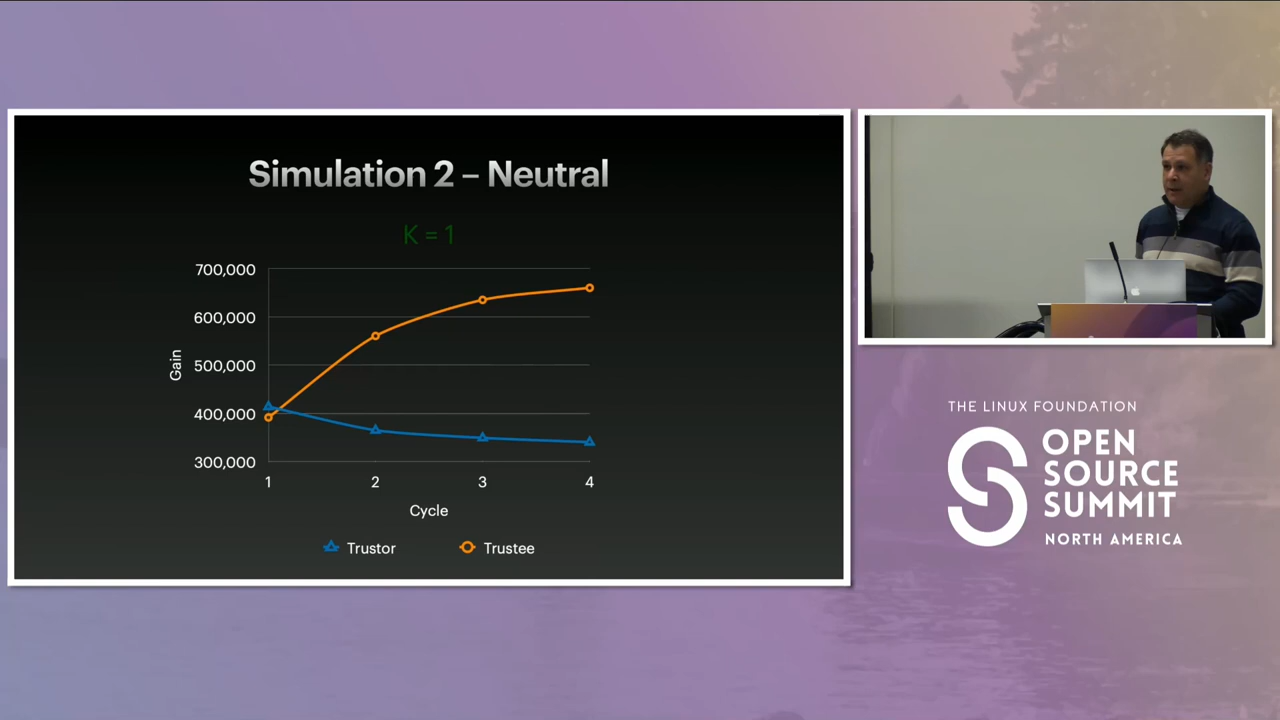 Simulation 2 – Neutral
K = 1
700,000
600,000
500,000
400,000
300,000
Gain
1 2 3 4
Cycle
Trustor Trustee
THE LINUX FOUNDATION
OPEN
SOURCE
SUMMIT
NORTH AMERICA